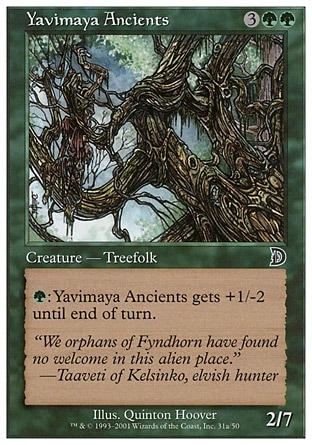 Yavimaya Ancients 3
Creature — Treefolk
:Yavimaya Ancients gets +1/-2
until end of turn.
“We orphans of Fyndhorn have found
no welcome in this alien place.”
—Taaveti of Kelsinko, elvish hunter
Illus. Quinton Hoover
™ & © 1993–2001 Wizards of the Coast, Inc. 31a/50
2/7